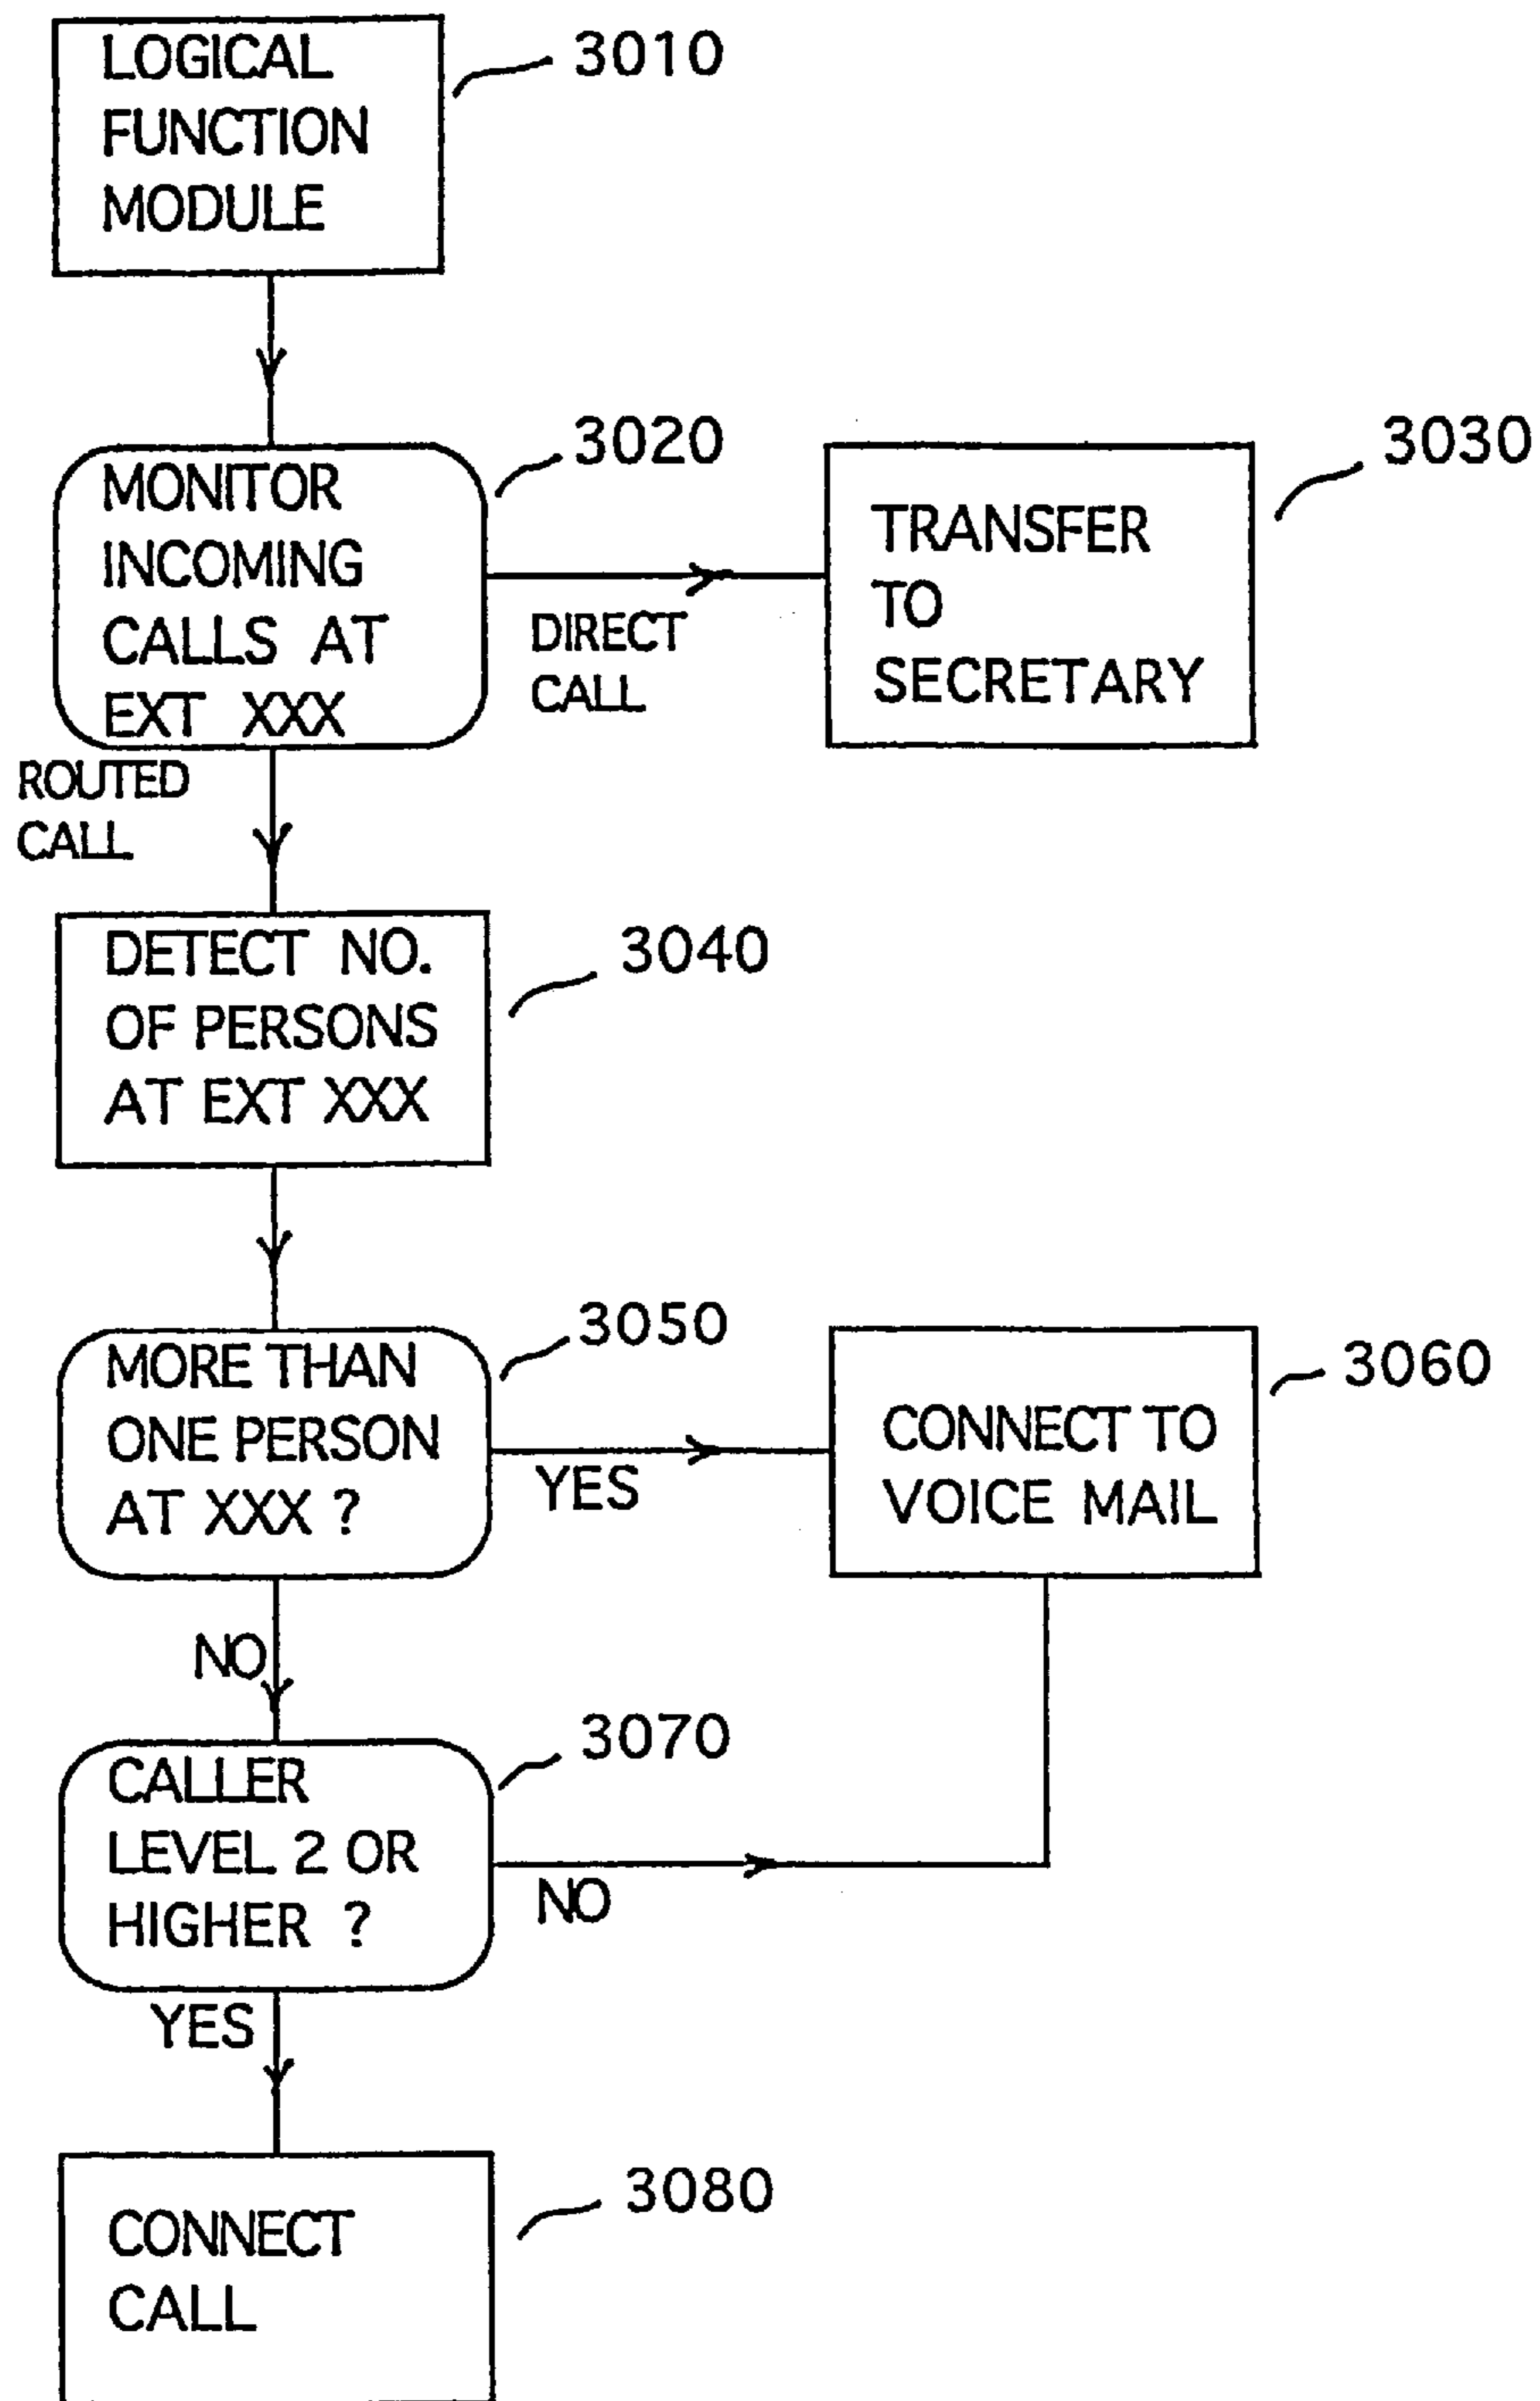 LOGICAL
FUNCTION
MODULE
3010
MONITOR
INCOMING
CALLS AT
EXT XXX
3020
DIRECT
CALL
TRANSFER
TO
SECRETARY
3030
ROUTED
CALL
DETECT NO.
OF PERSONS
AT EXT XXX
3040
MORE THAN
ONE PERSON
AT XXX ?
3050
YES
CONNECT TO
VOICE MAIL
3060
NO
CALLER
LEVEL 2 OR
HIGHER ?
3070
NO
YES
CONNECT
CALL
3080